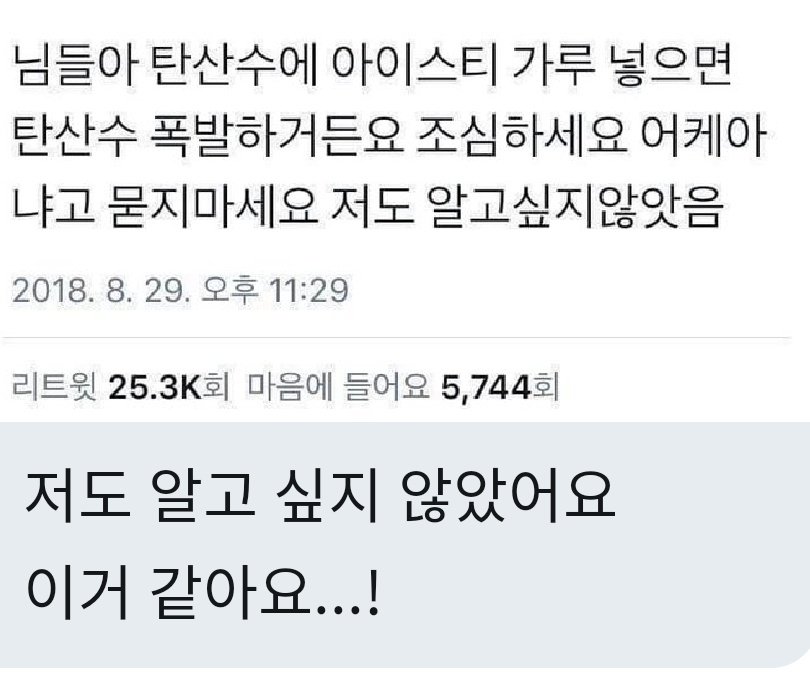 님들아 탄산수에 아이스티 가루 넣으면
탄산수 폭발하거든요 조심하세요 어케아
냐고 묻지마세요 저도 알고싶지않앗음
2018. 8. 29. 오후 11:29
리트윗 25.3K회 마음에 들어요 5,744회
저도 알고 싶지 않았어요
이거 같아요...!